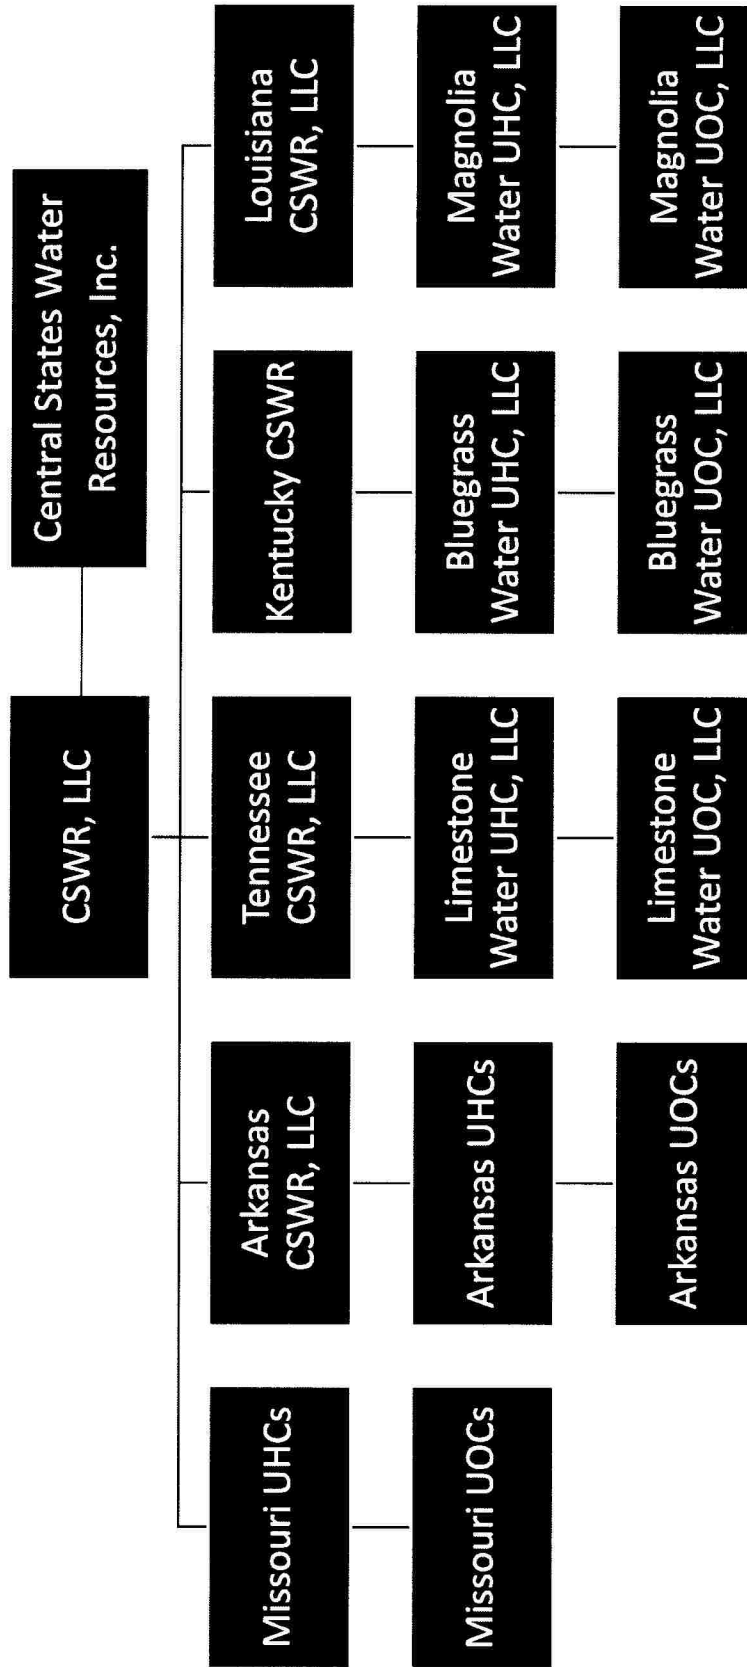 CSWR, LLC
Central States Water
Resources, Inc.
Missouri UHCs
Arkansas
CSWR, LLC
Tennessee
CSWR, LLC
Kentucky CSWR
Louisiana
CSWR, LLC
Missouri UOCs
Arkansas UHCs
Limestone
Water UHC, LLC
Bluegrass
Water UHC, LLC
Magnolia
Water UHC, LLC
Arkansas UOCs
Limestone
Water UOC, LLC
Bluegrass
Water UOC, LLC
Magnolia
Water UOC, LLC